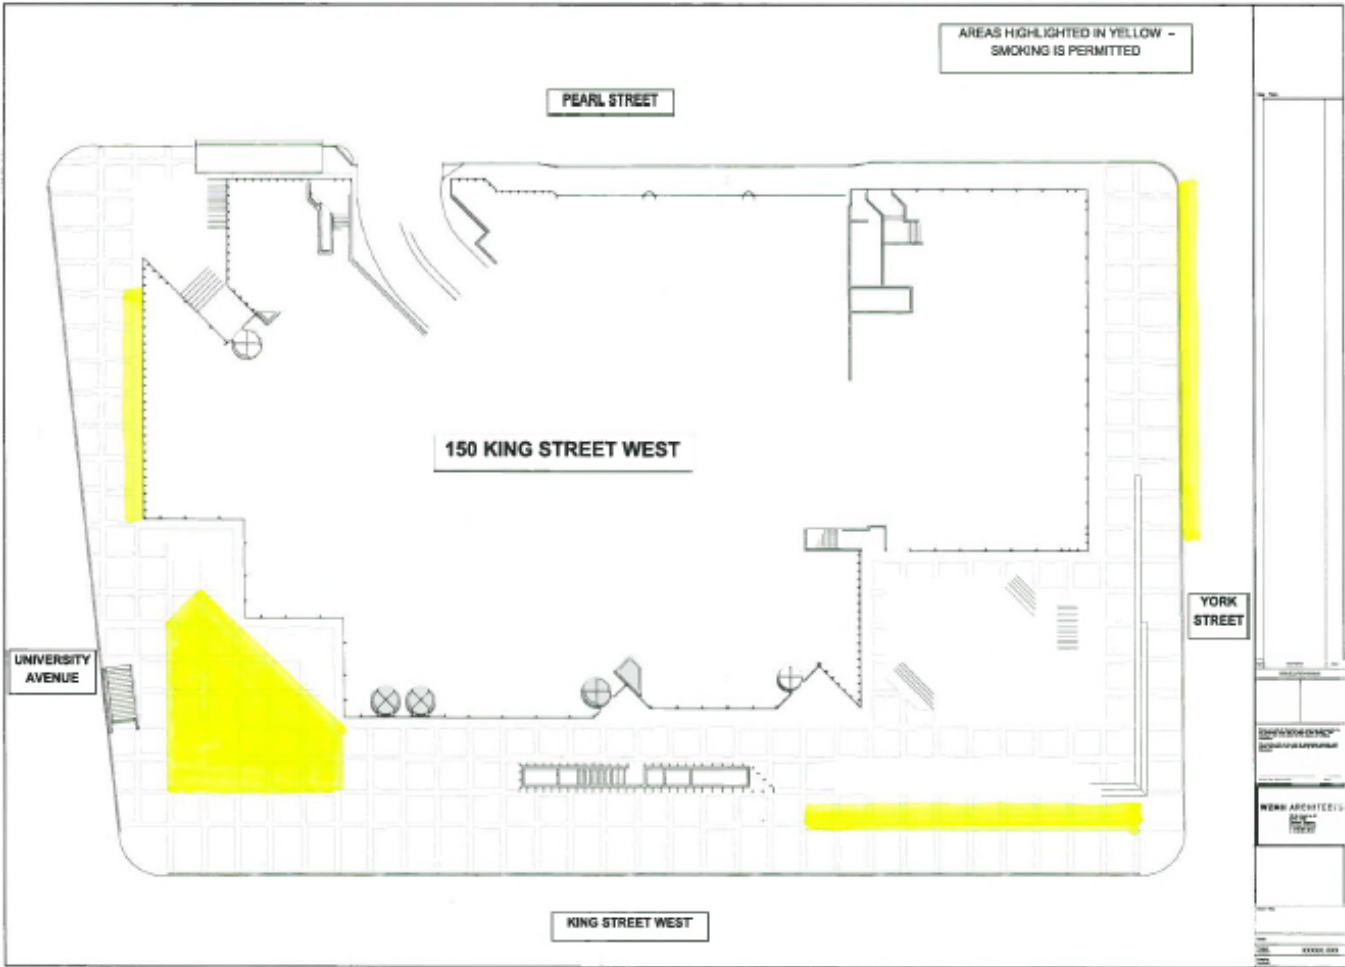 AREAS HIGHLIGHTED IN YELLOW –
SMOKING IS PERMITTED
PEARL STREET
150 KING STREET WEST
YORK
STREET
UNIVERSITY
AVENUE
ARCHITECTS
KING STREET WEST